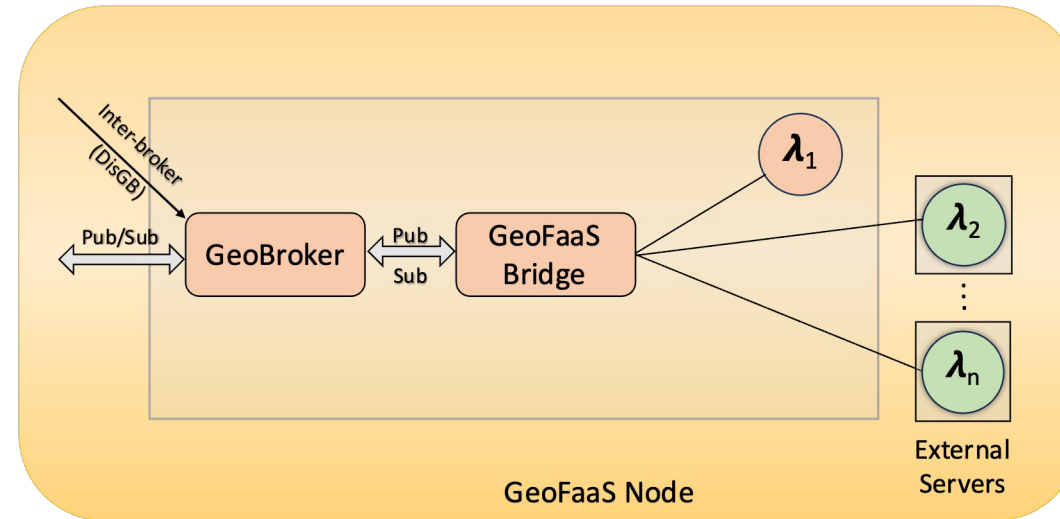 Inter-broker
(DisGB)
Pub/Sub
GeoBroker
Pub
Sub
GeoFaaS
Bridge
λ1
λ2
⋮
λn
External
Servers
GeoFaaS Node